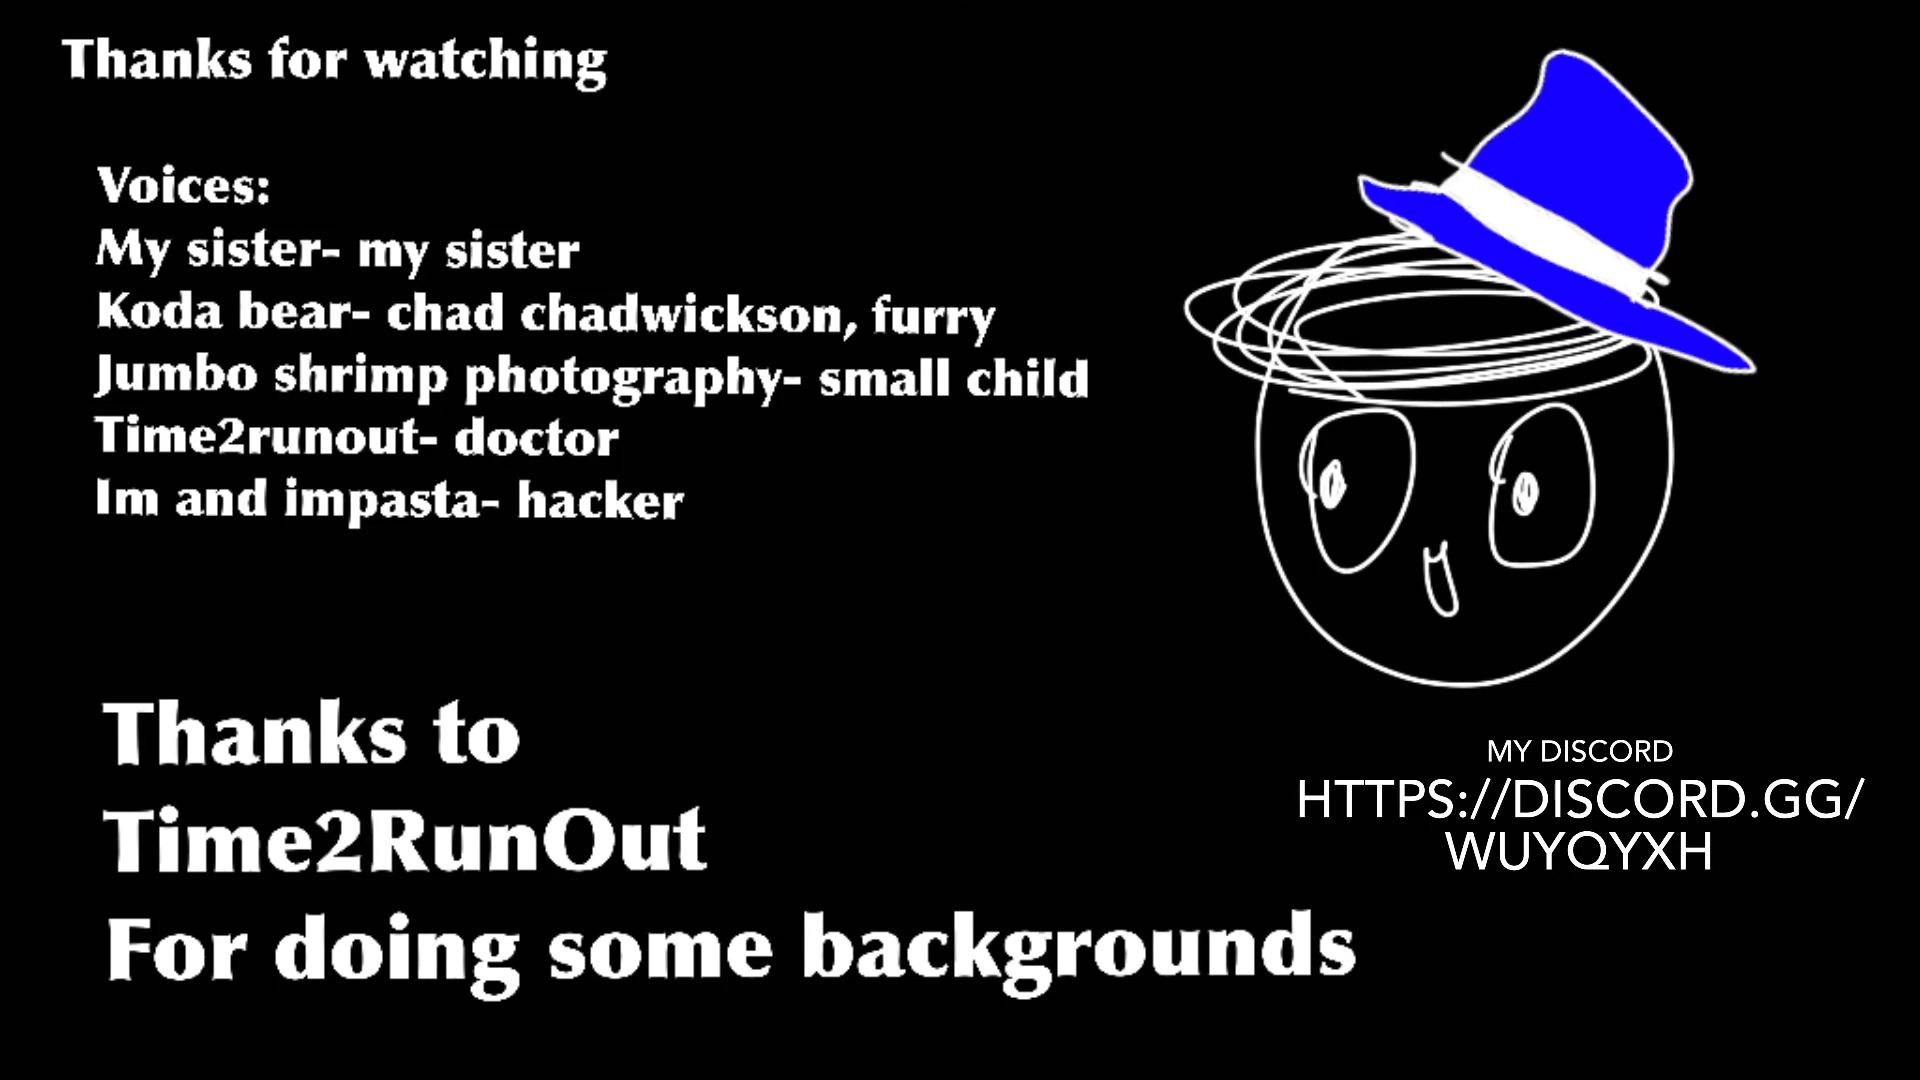 Thanks for watching
Voices:
My sister- my sister
Koda bear- chad chadwickson, furry
Jumbo shrimp photography- small child
Time2runout- doctor
Im and impasta- hacker
Thanks to
Time2RunOut
For doing some backgrounds
MY DISCORD
HTTPS://DISCORD.GG/
WUYQYXH